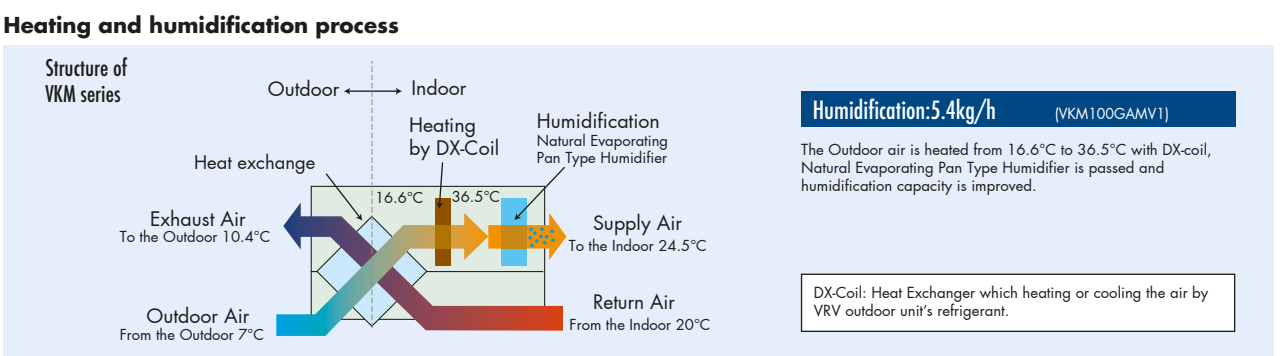 Heating and humidification process
Structure of
VKM series
Outdoor
Indoor
Heating
by DX-Coil
Humidification
Natural Evaporating
Pan Type Humidifier
Heat exchange
16.6°C
36.5°C
Exhaust Air
To the Outdoor 10.4°C
Supply Air
To the Indoor 24.5°C
Outdoor Air
From the Outdoor 7°C
Return Air
From the Indoor 20°C
Humidification:5.4kg/h (VKM100GAMV1)
The Outdoor air is heated from 16.6°C to 36.5°C with DX-coil,
Natural Evaporating Pan Type Humidifier is passed and
humidification capacity is improved.
DX-Coil: Heat Exchanger which heating or cooling the air by
VRV outdoor unit's refrigerant.